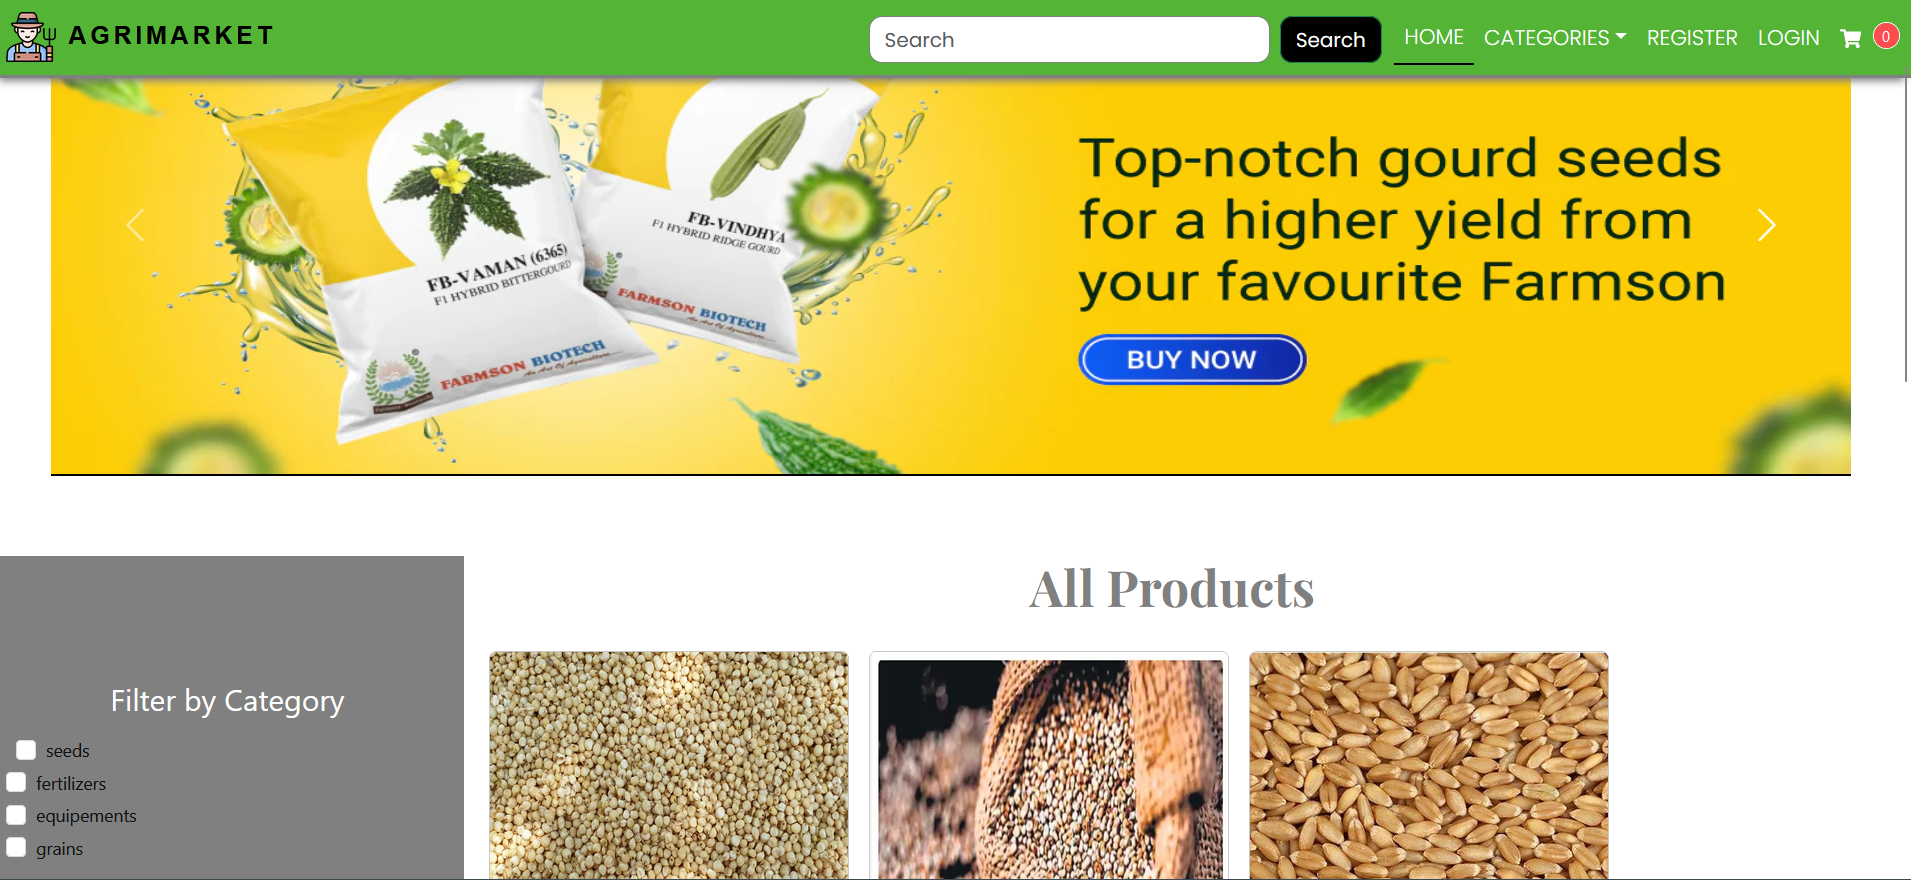 AGRIMARKET
Search
Search
HOME
CATEGORIES
REGISTER
LOGIN
0
FB-VAMAN (6365)
F1 HYBRID BITTERGOURD
FARMSON BIOTECH
An Art Of Agriculture......
FB-VINDHYA
F1 HYBRID RIDGE GOURD
FARMSON BIOTECH
An Art Of Agriculture......
Top-notch gourd seeds
for a higher yield from
your favourite Farmson
BUY NOW
All Products
Filter by Category
seeds
fertilizers
equipements
grains